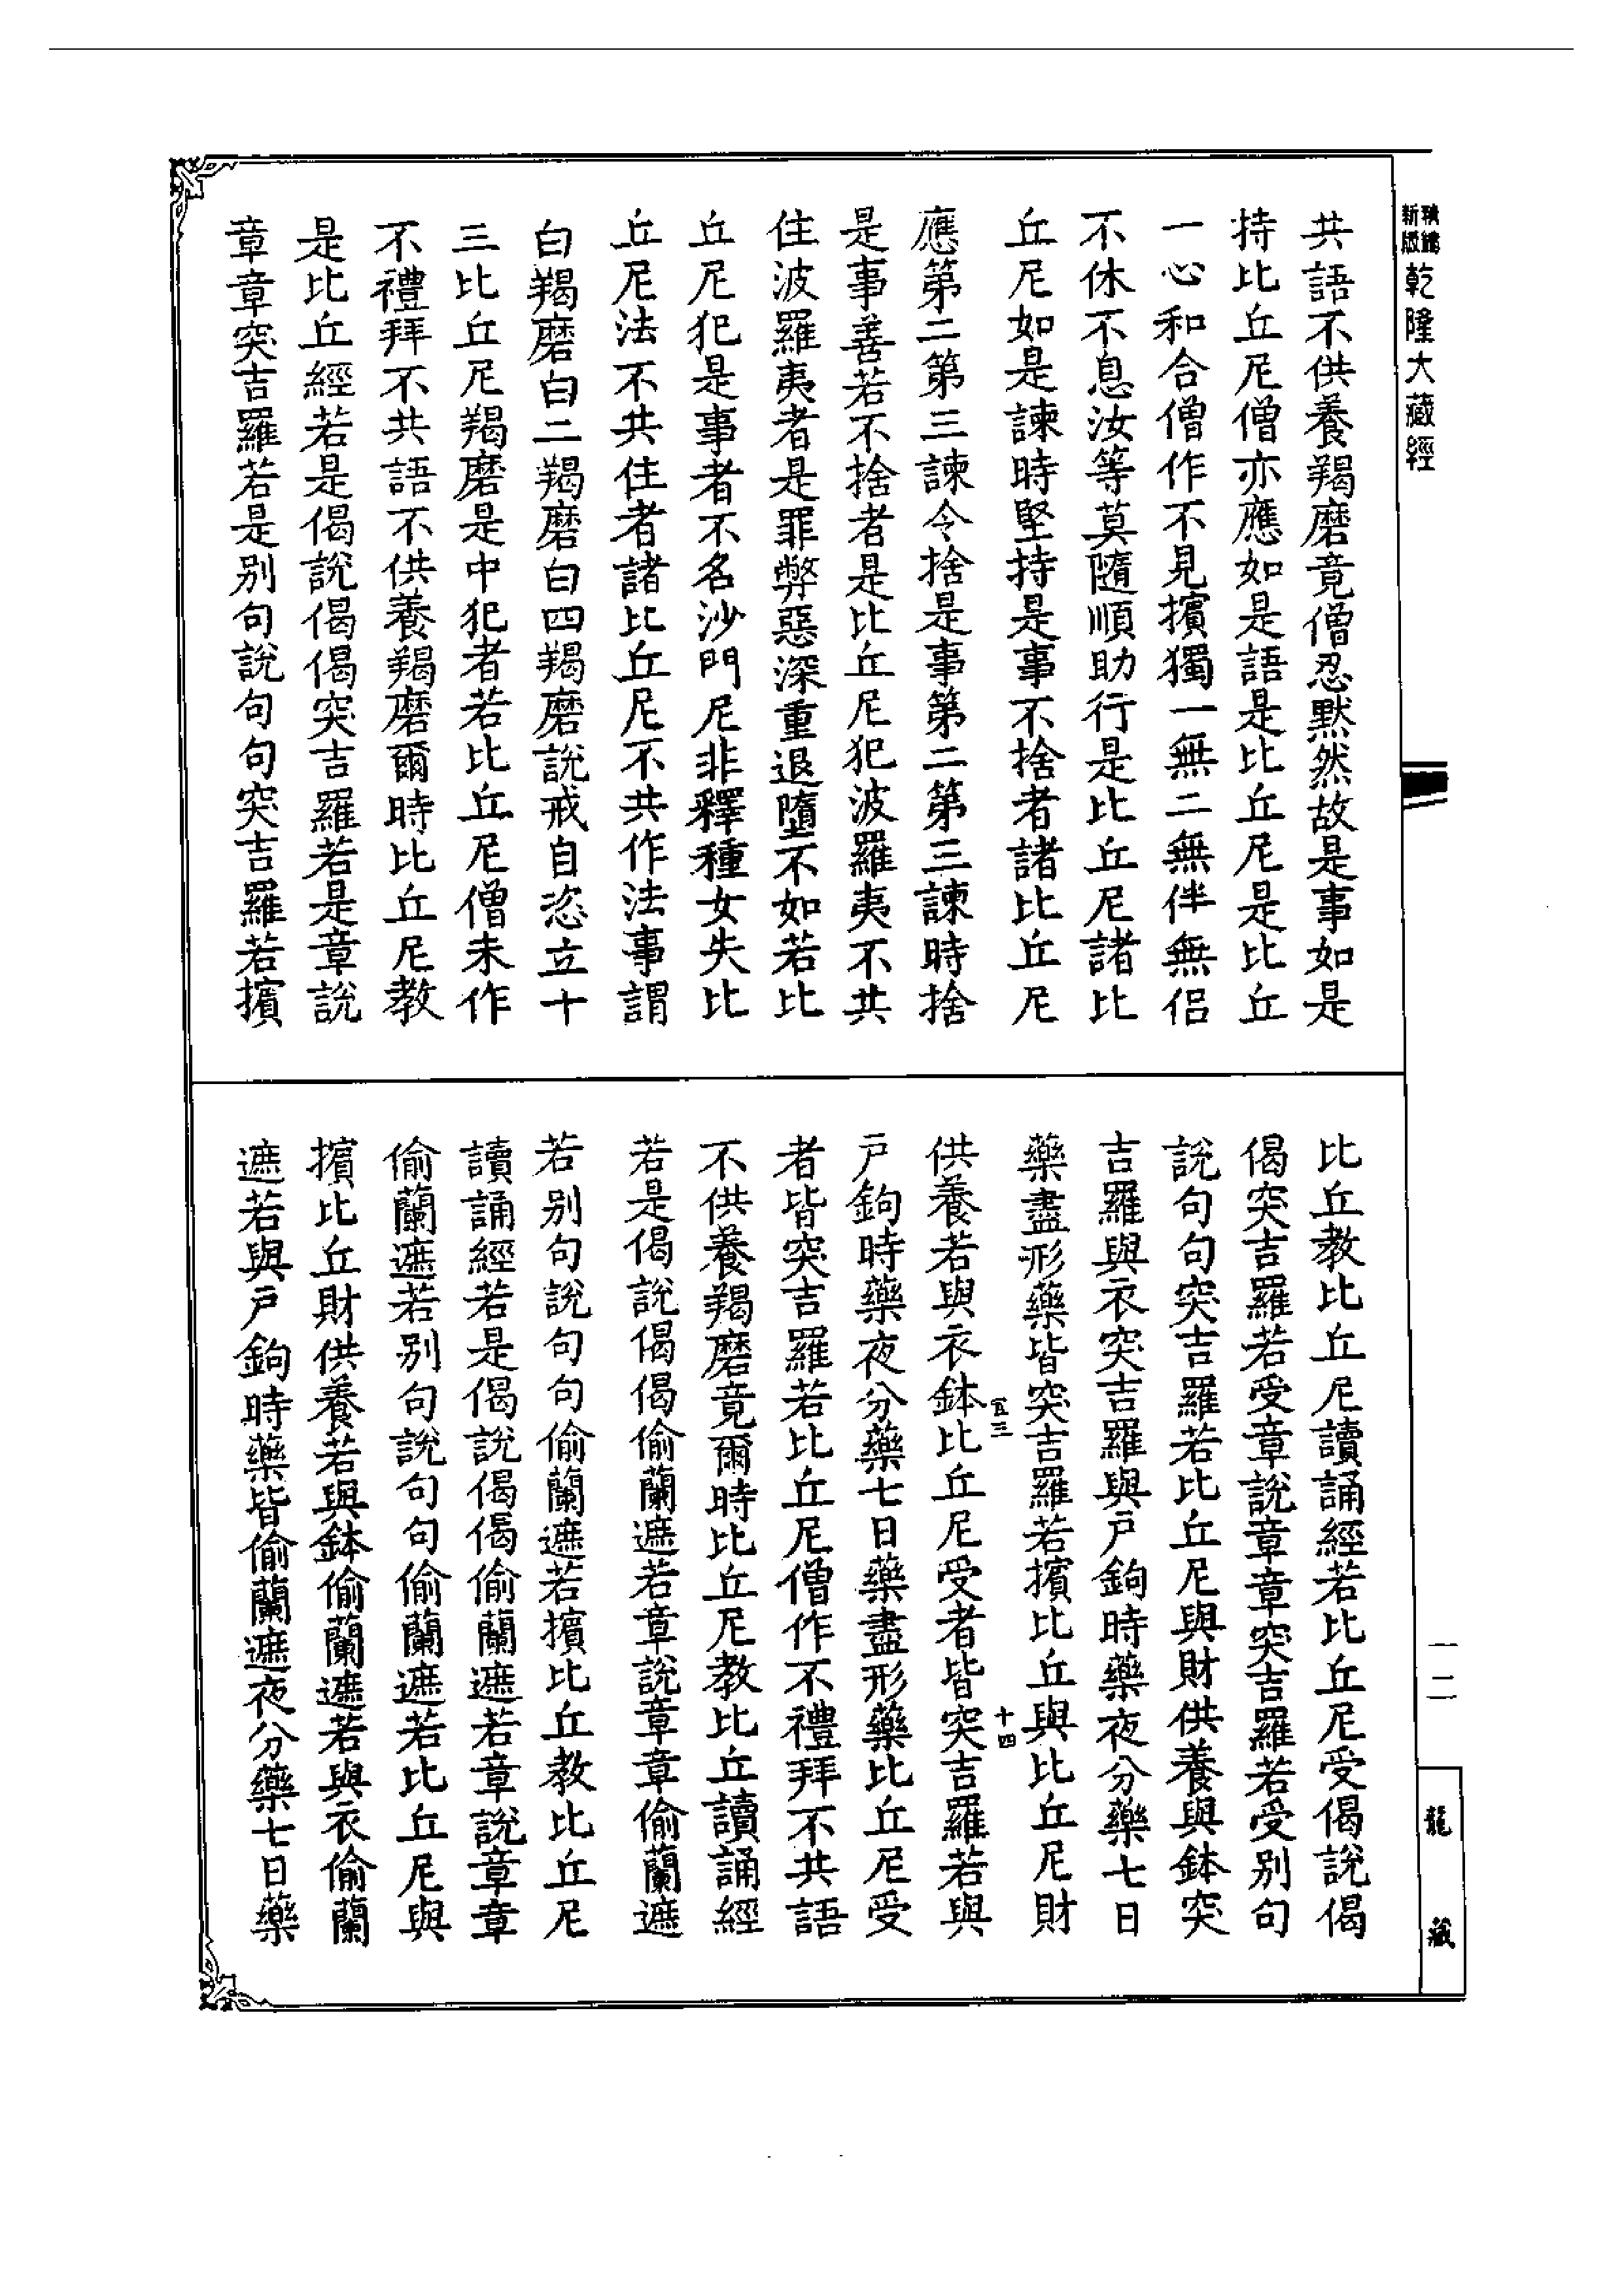 新版
乾隆大藏經
共語不供養羯磨竟僧忍默然故是事如是
持比丘尼僧亦應如是語是比丘尼是比丘
一心和合僧作不見擯獨一無二無伴無侶
不休不息汝等莫隨順助行是比丘尼諸比
丘尼如是諫時堅持是事不捨者諸比丘尼
應第二第三諫令捨是事第二第三諫時捨
是事善若不捨者是比丘尼犯波羅夷不共
住波羅夷者是罪弊惡深重退墮不如若比
丘尼犯是事者不名沙門尼非釋種女失比
丘尼法不共住者諸比丘尼不共作法事謂
白羯磨白二羯磨白四羯磨說戒自恣立十
三比丘尼羯磨是中犯者若比丘尼僧未作
不禮拜不共語不供養羯磨爾時比丘尼教
是比丘經若是偈說偈偈突吉羅若是章說
章章突吉羅若是別句說句句突吉羅若擯
比丘教比丘尼讀誦經若比丘尼受偈說偈
偈突吉羅若受章說章章突吉羅若受別句
說句句突吉羅若比丘尼與財供養與鉢突
吉羅與衣突吉羅與戶鉤時藥夜分藥七日
藥盡形藥皆突吉羅若擯比丘與比丘尼財
供養若與衣鉢比丘尼受者皆突吉羅若與
戶鉤時藥夜分藥七日藥盡形藥比丘尼受
者皆突吉羅若比丘尼僧作不禮拜不共語
不供養羯磨竟爾時比丘尼教比丘讀誦經
若是偈說偈偈偷蘭遮若章說章章偷蘭遮
若別句說句句偷蘭遮若擯比丘教比丘尼
讀誦經若是偈說偈偈偷蘭遮若章說章章
偷蘭遮若別句說句句偷蘭遮若比丘尼與
擯比丘財供養若與鉢偷蘭遮若與衣偷蘭
遮若與戶鉤時藥皆偷蘭遮夜分藥七日藥
十四
一二
龍藏